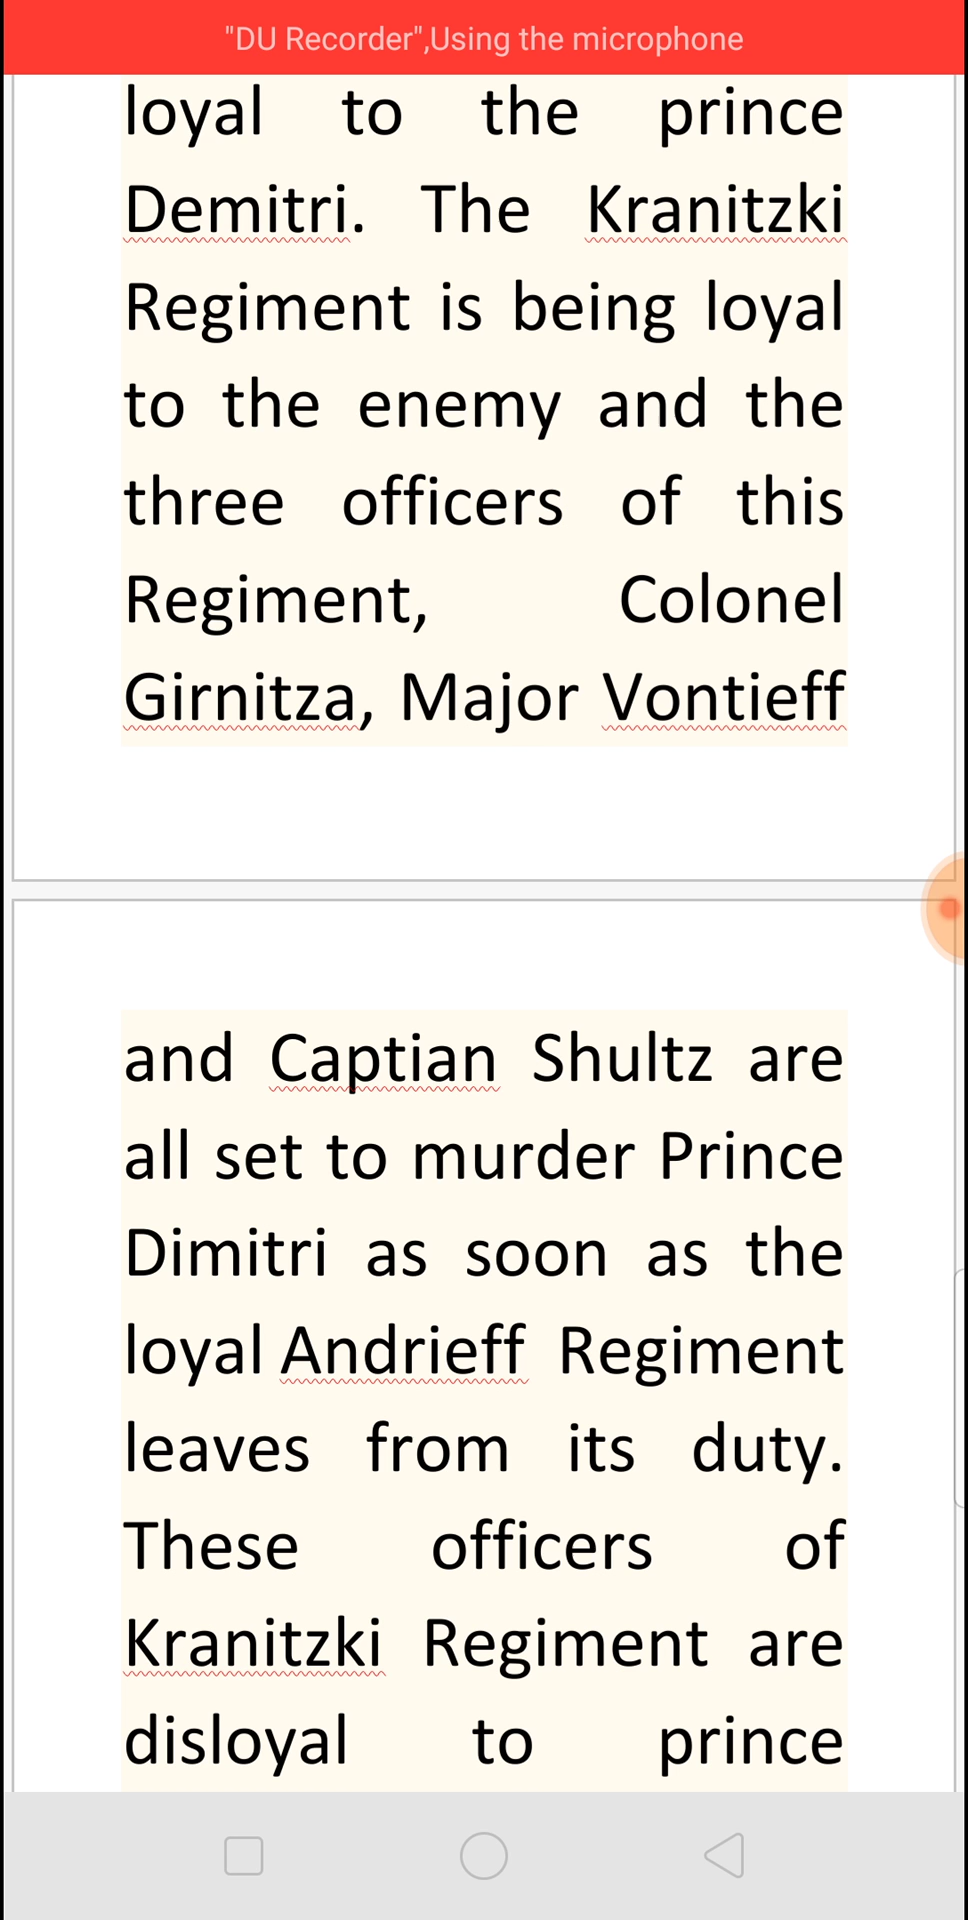 "DU Recorder",Using the microphone
loyal to the prince
Demitri. The Kranitzki
Regiment is being loyal
to the enemy and the
three officers of this
Regiment, Colonel
Girnitza, Major Vontieff
and Captian Shultz are
all set to murder Prince
Dimitri as soon as the
loyal Andrieff Regiment
leaves from its duty.
These officers of
Kranitzki Regiment are
disloyal to prince